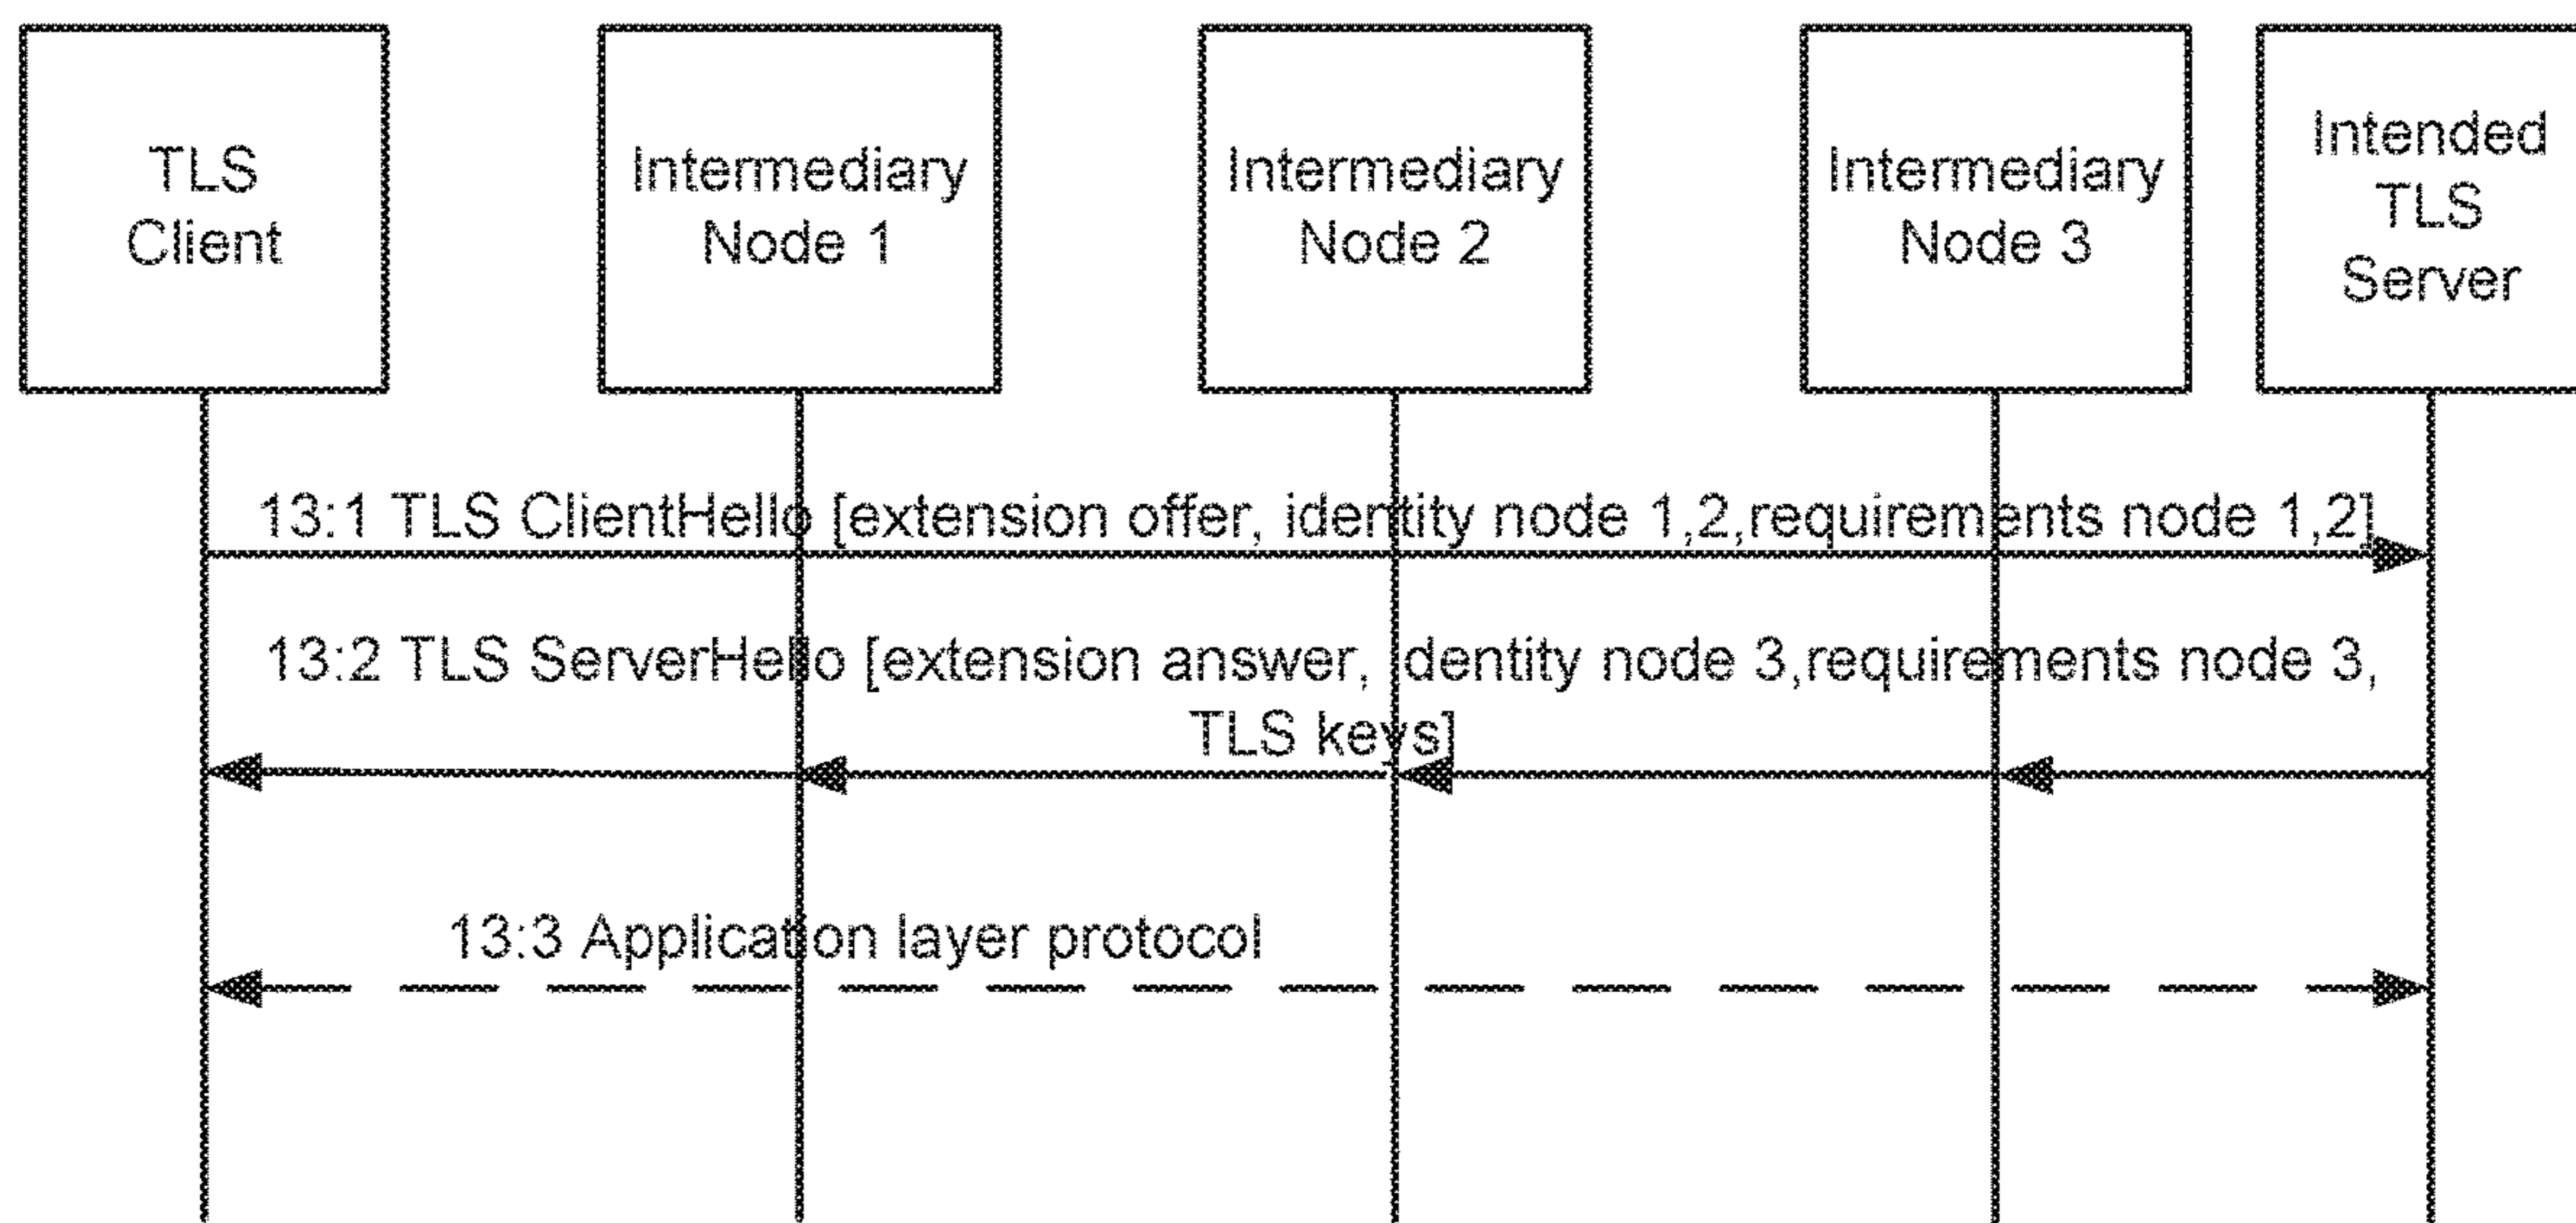 TLS
Client
Intermediary
Node 1
Intermediary
Node 2
Intermediary
Node 3
Intended
TLS
Server
13:1 TLS ClientHello [extension offer, identity node 1,2,requirements node 1,2]
13:2 TLS ServerHello [extension answer, identity node 3,requirements node 3,
TLS keys]
13:3 Application layer protocol